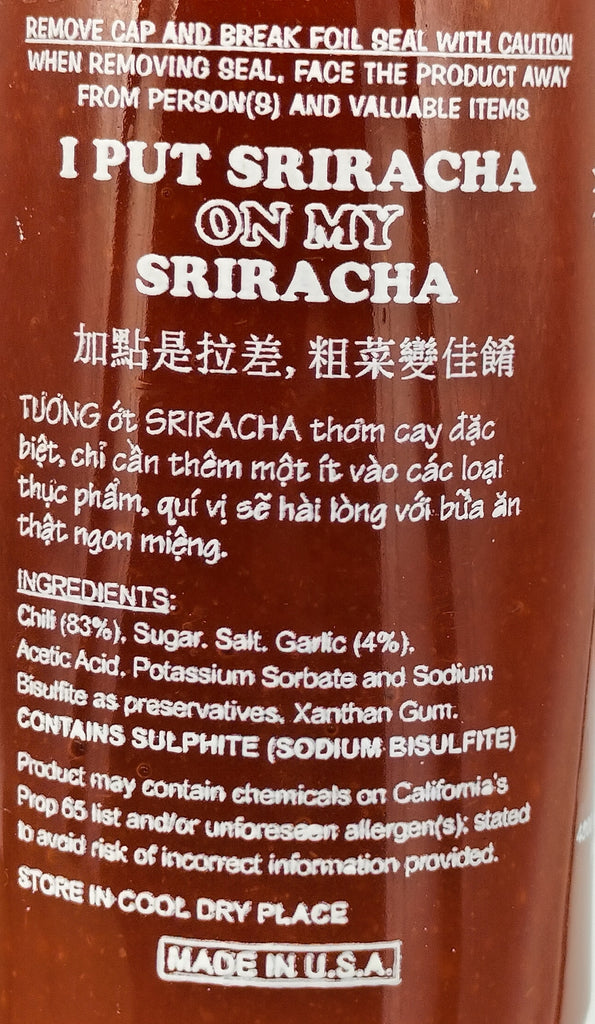 REMOVE CAP AND BREAK FOIL SEAL WITH CAUTION
WHEN REMOVING SEAL, FACE THE PRODUCT AWAY
FROM PERSON(S) AND VALUABLE ITEMS
I PUT SRIRACHA
ON MY
SRIRACHA
加點是拉差, 粗菜變佳餚
TƯƠNG ớt SRIRACHA thơm cay đặc
biệt, chỉ cần thêm một ít vào các loại
thực phẩm, quí vị sẽ hài lòng với bữa ăn
thật ngon miệng.
INGREDIENTS:
Chili (83%), Sugar. Salt. Garlic (4%),
Acetic Acid, Potassium Sorbate and Sodium
Bisulfite as preservatives, Xanthan Gum.
CONTAINS SULPHITE (SODIUM BISULFITE)
Product may contain chemicals on California's
Prop 65 list and/or unforeseen allergen(s); stated
to avoid risk of incorrect information provided.
STORE IN COOL DRY PLACE
MADE IN U.S.A.